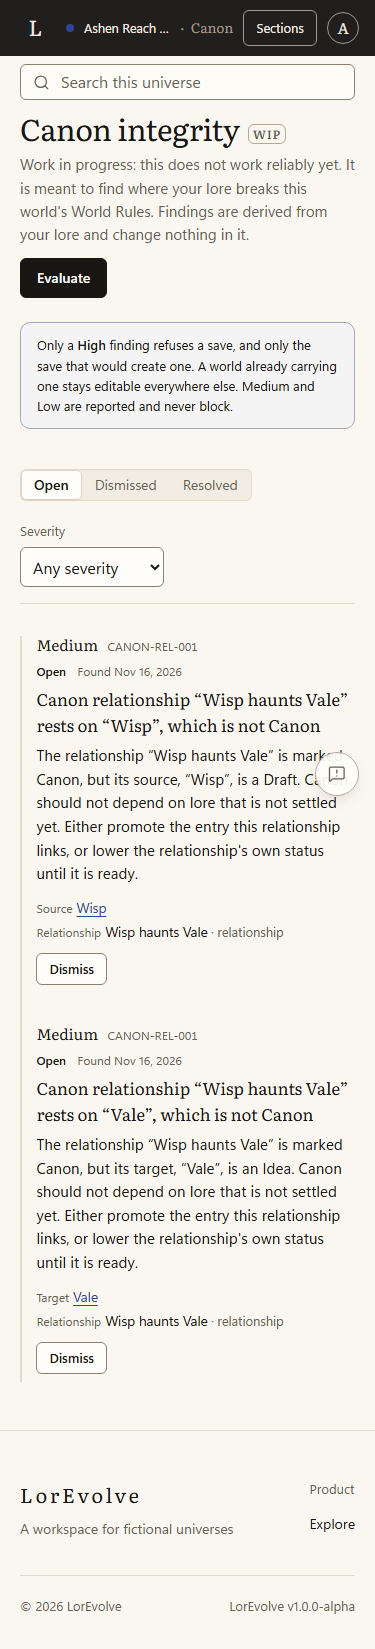 L Ashen Reach ... · Canon Sections A
Search this universe
Canon integrity WIP
Work in progress: this does not work reliably yet. It
is meant to find where your lore breaks this
world's World Rules. Findings are derived from
your lore and change nothing in it.
Evaluate
Only a High finding refuses a save, and only the
save that would create one. A world already carrying
one stays editable everywhere else. Medium and
Low are reported and never block.
Open Dismissed Resolved
Severity
Any severity
Medium CANON-REL-001
Open Found Nov 16, 2026
Canon relationship “Wisp haunts Vale”
rests on “Wisp”, which is not Canon
The relationship “Wisp haunts Vale” is marked
Canon, but its source, “Wisp”, is a Draft.
should not depend on lore that is not settled
yet. Either promote the entry this relationship
links, or lower the relationship's own status
until it is ready.
Source Wisp
Relationship Wisp haunts Vale · relationship
Dismiss
Medium CANON-REL-001
Open Found Nov 16, 2026
Canon relationship “Wisp haunts Vale”
rests on “Vale”, which is not Canon
The relationship “Wisp haunts Vale” is marked
Canon, but its target, “Vale”, is an Idea. Canon
should not depend on lore that is not settled
yet. Either promote the entry this relationship
links, or lower the relationship's own status
until it is ready.
Target Vale
Relationship Wisp haunts Vale · relationship
Dismiss
LorEvolve Product
A workspace for fictional universes Explore
© 2026 LorEvolve LorEvolve v1.0.0-alpha